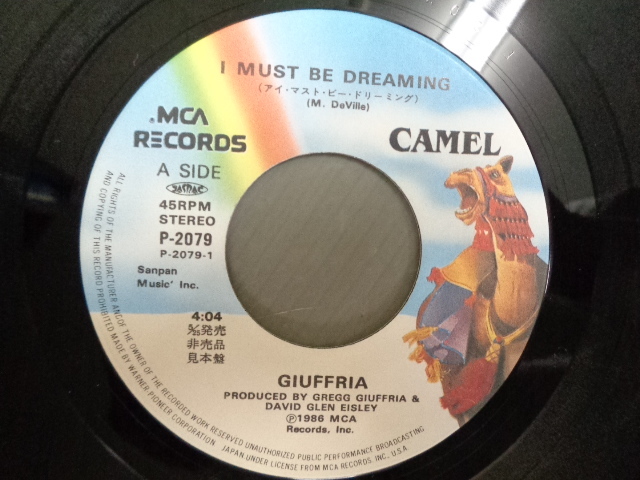 I MUST BE DREAMING
(アイ・マスト・ビー・ドリーミング)
(M. DeVille)
MCA
RECORDS
CAMEL
A SIDE
JASRAC
45RPM
STEREO
P-2079
P-2079-1
Sanpan
Music' Inc.
4:04
5/25発売
非売品
見本盤
GIUFFRIA
PRODUCED BY GREGG GIUFFRIA &
DAVID GLEN EISLEY
Ⓟ1986 MCA
Records, Inc.
ALL RIGHTS OF THE MANUFACTURER AND OF THE OWNER OF THE RECORDED WORK RESERVED UNAUTHORIZED PUBLIC PERFORMANCE BROADCASTING
AND COPYING OF THIS RECORD PROHIBITED MADE BY WARNER-PIONEER CORPORATION, JAPAN UNDER LICENSE FROM MCA RECORDS, INC., U.S.A.